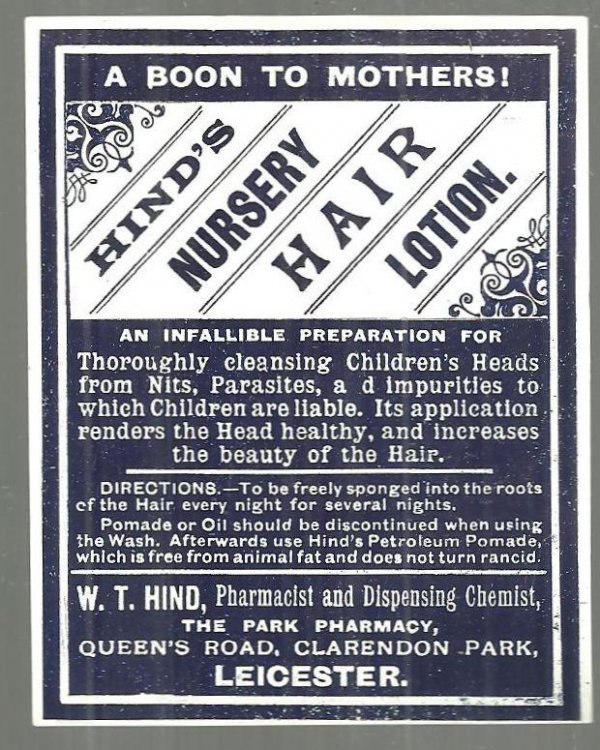 A BOON TO MOTHERS!
HIND'S
NURSERY
HAIR
LOTION.
AN INFALLIBLE PREPARATION FOR
Thoroughly cleansing Children's Heads
from Nits, Parasites, a d impurities to
which Children are liable. Its application
renders the Head healthy, and increases
the beauty of the Hair.
DIRECTIONS.—To be freely sponged into the roots
of the Hair every night for several nights.
Pomade or Oil should be discontinued when using
the Wash. Afterwards use Hind's Petroleum Pomade,
which is free from animal fat and does not turn rancid.
W. T. HIND, Pharmacist and Dispensing Chemist,
THE PARK PHARMACY,
QUEEN'S ROAD, CLARENDON PARK,
LEICESTER.